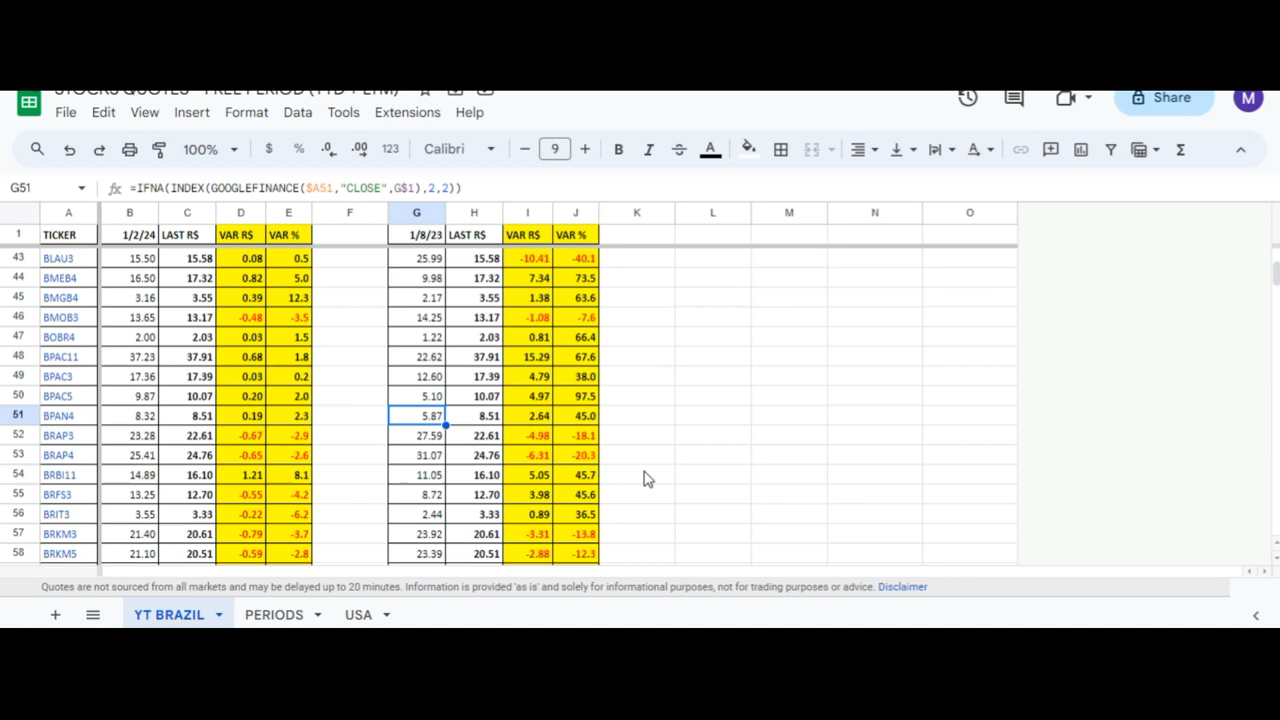 STOCKS QUOTES - FREE PERIOD (YTD + LTM)
File Edit View Insert Format Data Tools Extensions Help
Share M
100% $ % .0 .00 123 Calibri - 9 + B I A Σ
G51 fx =IFNA(INDEX(GOOGLEFINANCE($A51,"CLOSE",G$1),2,2))
A B C D E F G H I J K L M N O
1 TICKER 1/2/24 LAST R$ VAR R$ VAR % 1/8/23 LAST R$ VAR R$ VAR %
43 BLAU3 15.50 15.58 0.08 0.5 25.99 15.58 -10.41 -40.1
44 BMEB4 16.50 17.32 0.82 5.0 9.98 17.32 7.34 73.5
45 BMGB4 3.16 3.55 0.39 12.3 2.17 3.55 1.38 63.6
46 BMOB3 13.65 13.17 -0.48 -3.5 14.25 13.17 -1.08 -7.6
47 BOBR4 2.00 2.03 0.03 1.5 1.22 2.03 0.81 66.4
48 BPAC11 37.23 37.91 0.68 1.8 22.62 37.91 15.29 67.6
49 BPAC3 17.36 17.39 0.03 0.2 12.60 17.39 4.79 38.0
50 BPAC5 9.87 10.07 0.20 2.0 5.10 10.07 4.97 97.5
51 BPAN4 8.32 8.51 0.19 2.3 5.87 8.51 2.64 45.0
52 BRAP3 23.28 22.61 -0.67 -2.9 27.59 22.61 -4.98 -18.1
53 BRAP4 25.41 24.76 -0.65 -2.6 31.07 24.76 -6.31 -20.3
54 BRBI11 14.89 16.10 1.21 8.1 11.05 16.10 5.05 45.7
55 BRFS3 13.25 12.70 -0.55 -4.2 8.72 12.70 3.98 45.6
56 BRIT3 3.55 3.33 -0.22 -6.2 2.44 3.33 0.89 36.5
57 BRKM3 21.40 20.61 -0.79 -3.7 23.92 20.61 -3.31 -13.8
58 BRKM5 21.10 20.51 -0.59 -2.8 23.39 20.51 -2.88 -12.3
Quotes are not sourced from all markets and may be delayed up to 20 minutes. Information is provided 'as is' and solely for informational purposes, not for trading purposes or advice. Disclaimer
+ YT BRAZIL PERIODS USA